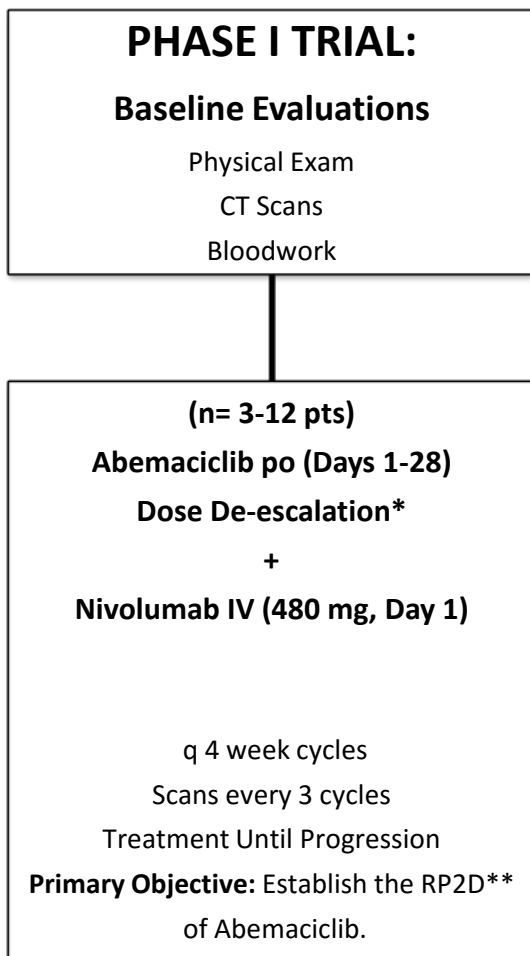 PHASE I TRIAL:
Baseline Evaluations
Physical Exam
CT Scans
Bloodwork
(n= 3-12 pts)
Abemaciclib po (Days 1-28)
Dose De-escalation*
+
Nivolumab IV (480 mg, Day 1)
q 4 week cycles
Scans every 3 cycles
Treatment Until Progression
Primary Objective: Establish the RP2D**
of Abemaciclib.